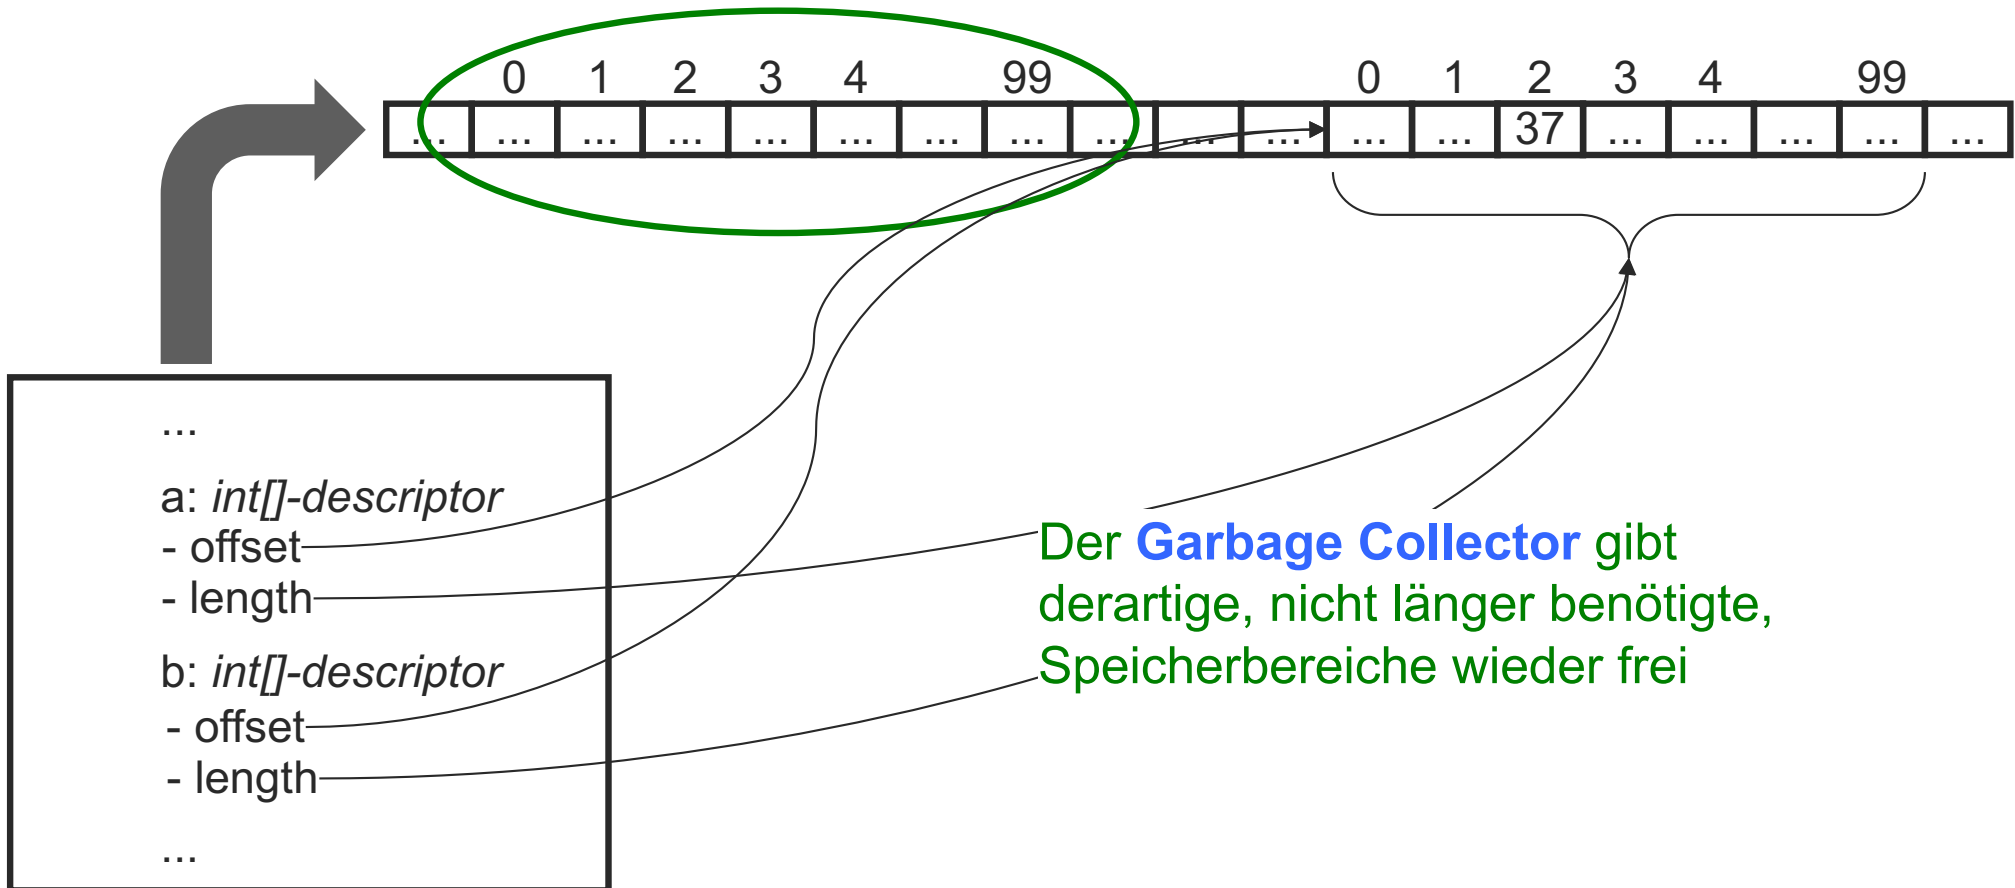 0 1 2 3 4 99 0 1 2 3 4 99
... ... ... ... ... ... ... ... ... ... ... ... ... 37 ... ... ... ... ...
...
a: int[]-descriptor
- offset
- length
b: int[]-descriptor
- offset
- length
...
Der Garbage Collector gibt
derartige, nicht länger benötigte,
Speicherbereiche wieder frei